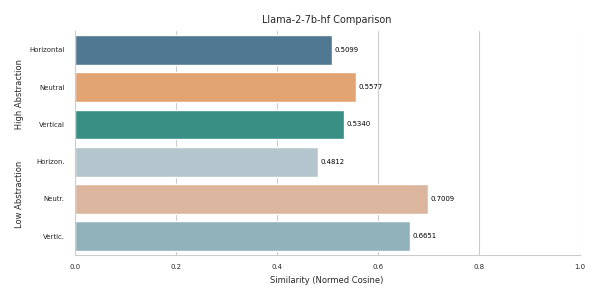 Llama-2-7b-hf Comparison
High Abstraction
Horizontal
0.5099
Neutral
0.5577
Vertical
0.5340
Low Abstraction
Horizon.
0.4812
Neutr.
0.7009
Vertic.
0.6651
0.0 0.2 0.4 0.6 0.8 1.0
Similarity (Normed Cosine)